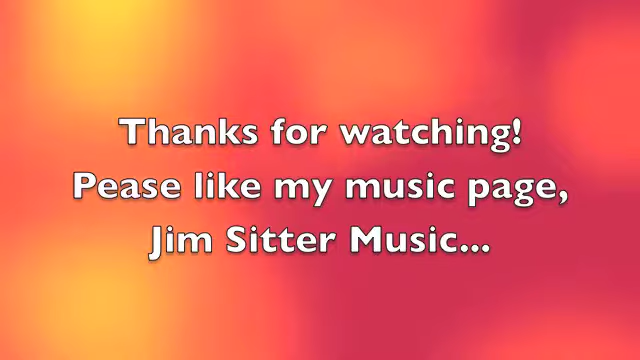 Thanks for watching!
Pease like my music page,
Jim Sitter Music...